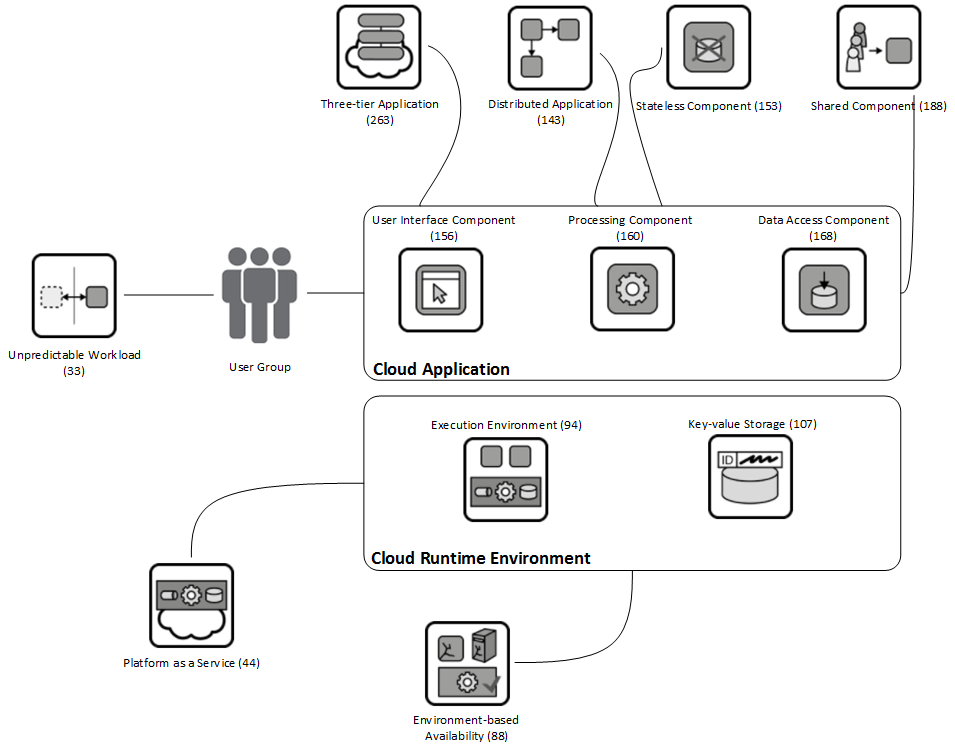 Three-tier Application
(263)
Distributed Application
(143)
Stateless Component (153)
Shared Component (188)
User Interface Component
(156)
Processing Component
(160)
Data Access Component
(168)
Unpredictable Workload
(33)
User Group
Cloud Application
Execution Environment (94)
Key-value Storage (107)
ID
Cloud Runtime Environment
Platform as a Service (44)
Environment-based
Availability (88)